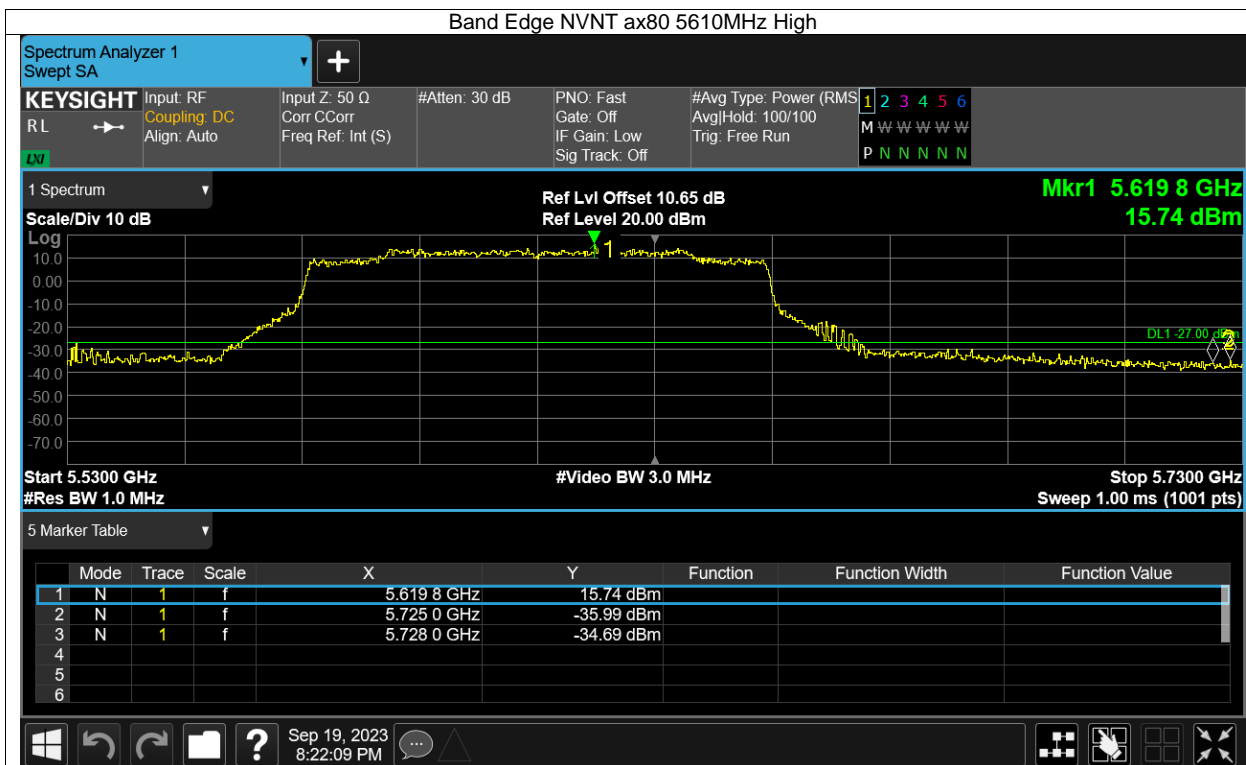 Band Edge NVNT ax80 5610MHz High
Spectrum Analyzer 1
Swept SA
KEYSIGHT
R L
LXI
Input: RF
Coupling: DC
Align: Auto
Input Z: 50 Ω
Corr CCorr
Freq Ref: Int (S)
#Atten: 30 dB
PNO: Fast
Gate: Off
IF Gain: Low
Sig Track: Off
#Avg Type: Power (RMS
Avg|Hold: 100/100
Trig: Free Run
1 2 3 4 5 6
M W W W W W
P N N N N N
1 Spectrum
Scale/Div 10 dB
Ref Lvl Offset 10.65 dB
Ref Level 20.00 dBm
Mkr1 5.619 8 GHz
15.74 dBm
Log
10.0
0.00
-10.0
-20.0
-30.0
-40.0
-50.0
-60.0
-70.0
1
DL1 -27.00 dBm
2
Start 5.5300 GHz
#Video BW 3.0 MHz
Stop 5.7300 GHz
#Res BW 1.0 MHz
Sweep 1.00 ms (1001 pts)
5 Marker Table
Mode Trace Scale X Y Function Function Width Function Value
1 N 1 f 5.619 8 GHz 15.74 dBm
2 N 1 f 5.725 0 GHz -35.99 dBm
3 N 1 f 5.728 0 GHz -34.69 dBm
4
5
6
?
Sep 19, 2023
8:22:09 PM